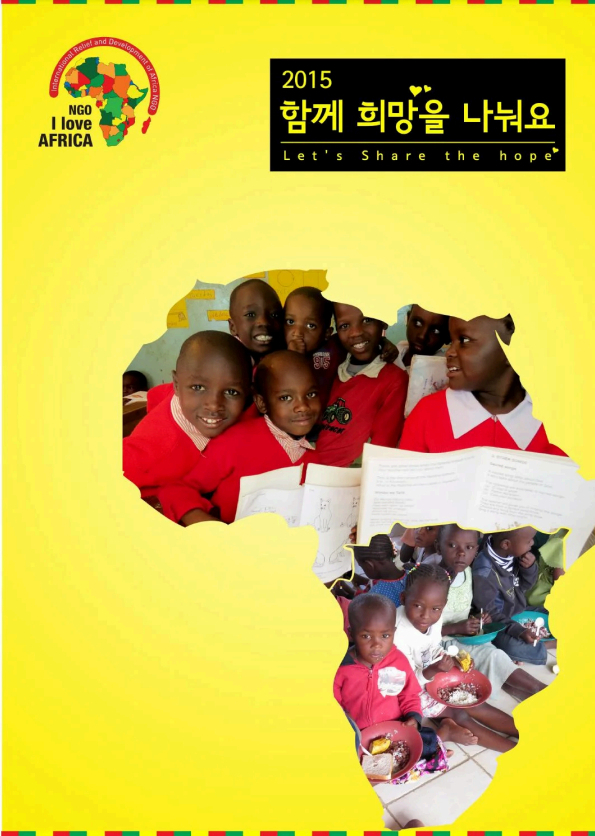 International Relief and Development of Africa NGO
NGO
I love
AFRICA
2015
함께 희망을 나눠요
Let's Share the hope